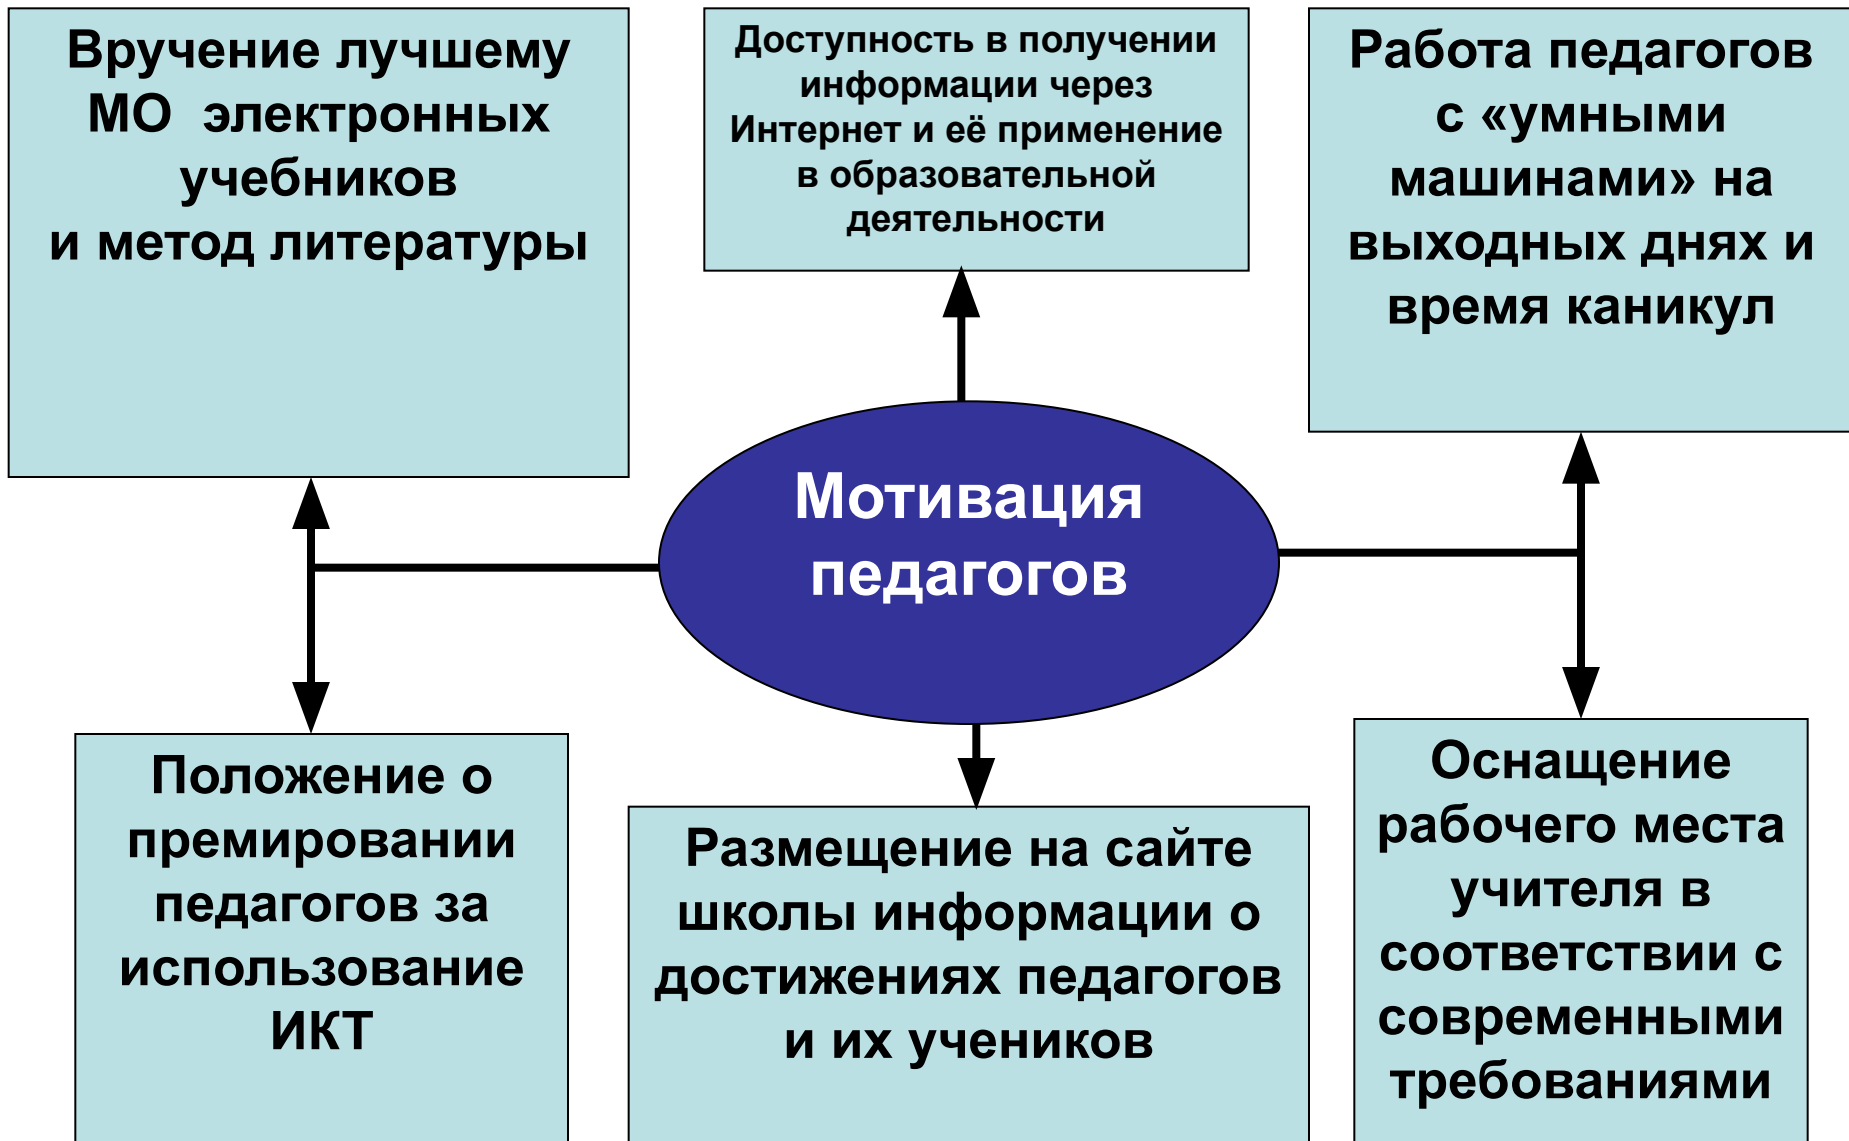 Вручение лучшему
МО  электронных
учебников
и метод литературы
Доступность в получении
информации через
Интернет и её применение
в образовательной
деятельности
Работа педагогов
с «умными
машинами» на
выходных днях и
время каникул
Мотивация
педагогов
Положение о
премировании
педагогов за
использование
ИКТ
Размещение на сайте
школы информации о
достижениях педагогов
и их учеников
Оснащение
рабочего места
учителя в
соответствии с
современными
требованиями